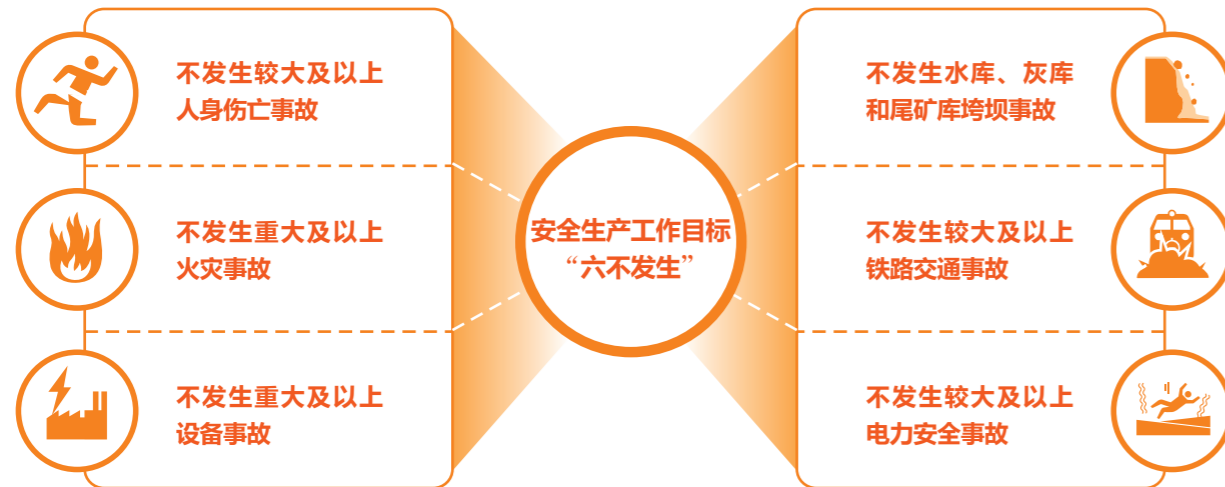 不发生较大及以上
人身伤亡事故
不发生重大及以上
火灾事故
不发生重大及以上
设备事故
安全生产工作目标
“六不发生”
不发生水库、灰库
和尾矿库垮坝事故
不发生较大及以上
铁路交通事故
不发生较大及以上
电力安全事故